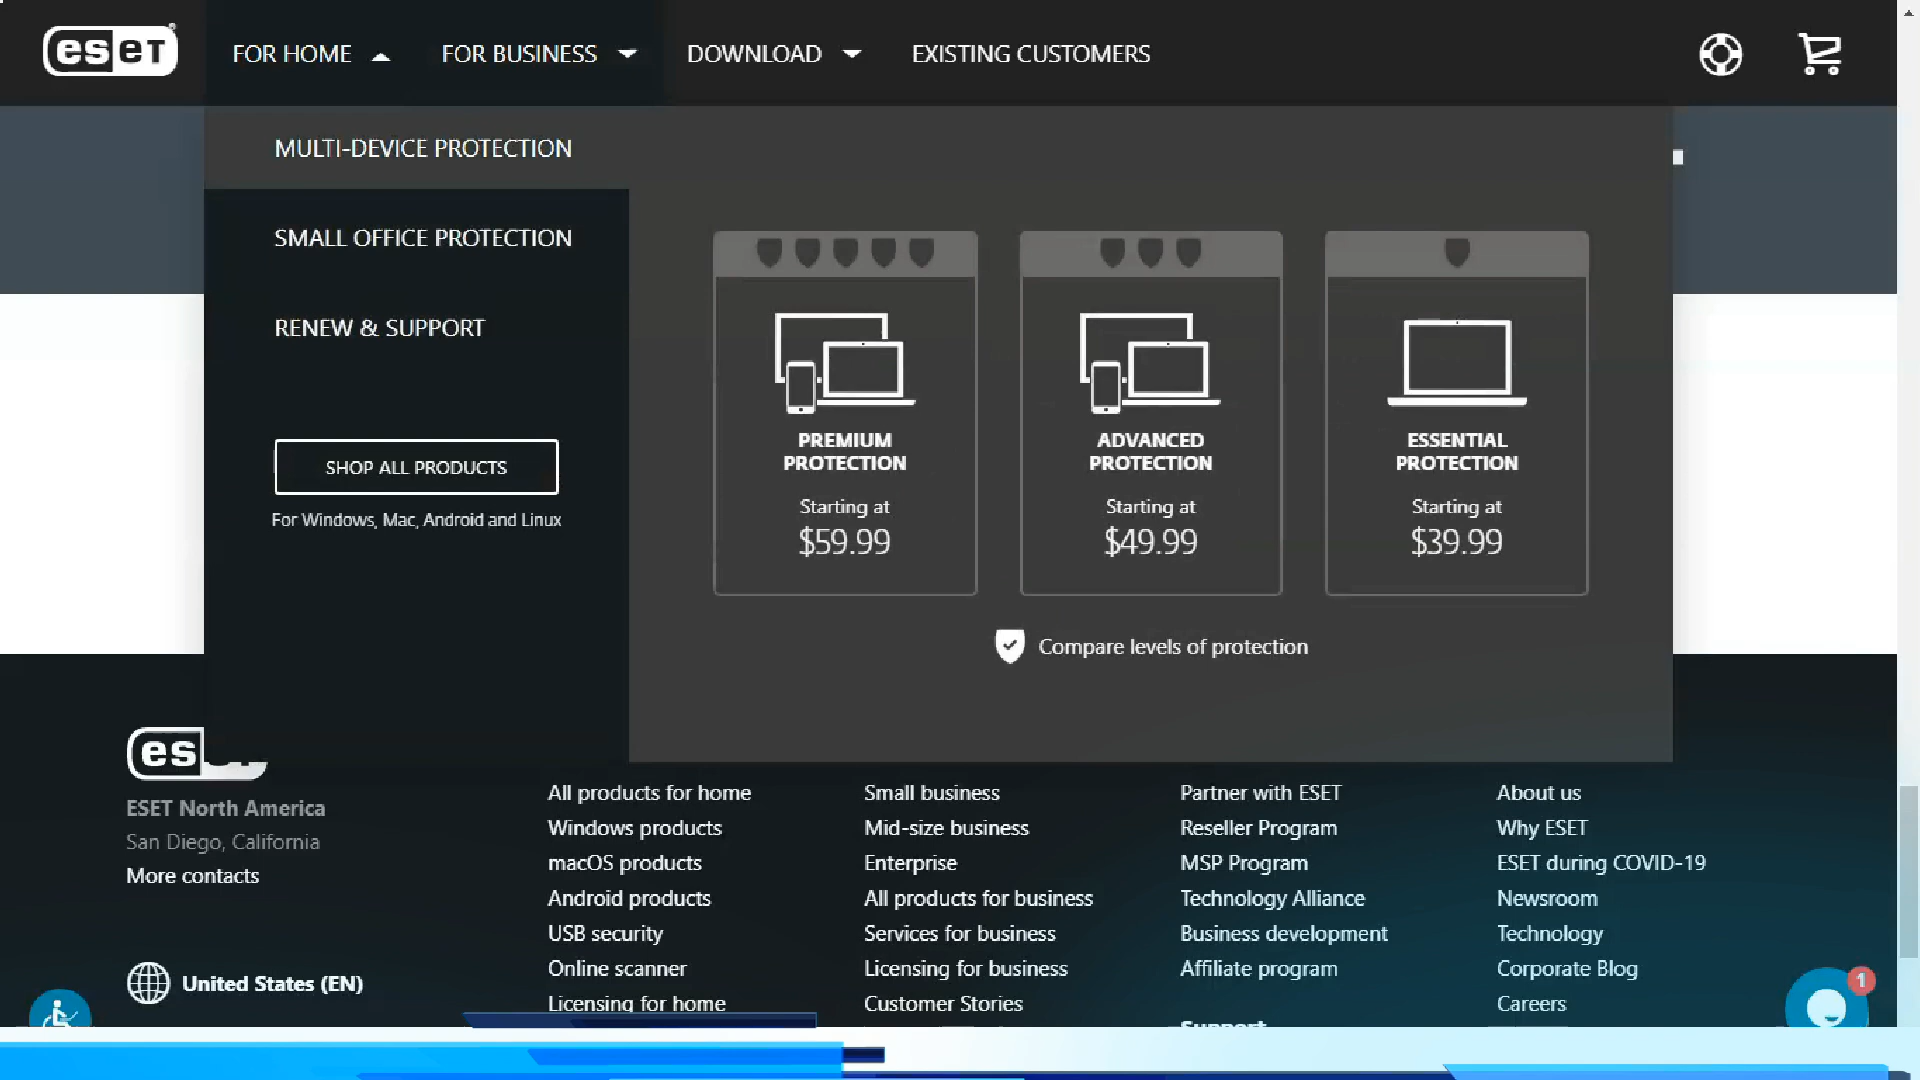 eset
FOR HOME
FOR BUSINESS
DOWNLOAD
EXISTING CUSTOMERS
MULTI-DEVICE PROTECTION
SMALL OFFICE PROTECTION
RENEW & SUPPORT
SHOP ALL PRODUCTS
For Windows, Mac, Android and Linux
PREMIUM
PROTECTION
Starting at
$59.99
ADVANCED
PROTECTION
Starting at
$49.99
ESSENTIAL
PROTECTION
Starting at
$39.99
Compare levels of protection
ESET North America
San Diego, California
More contacts
United States (EN)
All products for home
Windows products
macOS products
Android products
USB security
Online scanner
Licensing for home
Small business
Mid-size business
Enterprise
All products for business
Services for business
Licensing for business
Customer Stories
Partner with ESET
Reseller Program
MSP Program
Technology Alliance
Business development
Affiliate program
Support
About us
Why ESET
ESET during COVID-19
Newsroom
Technology
Corporate Blog
Careers
1